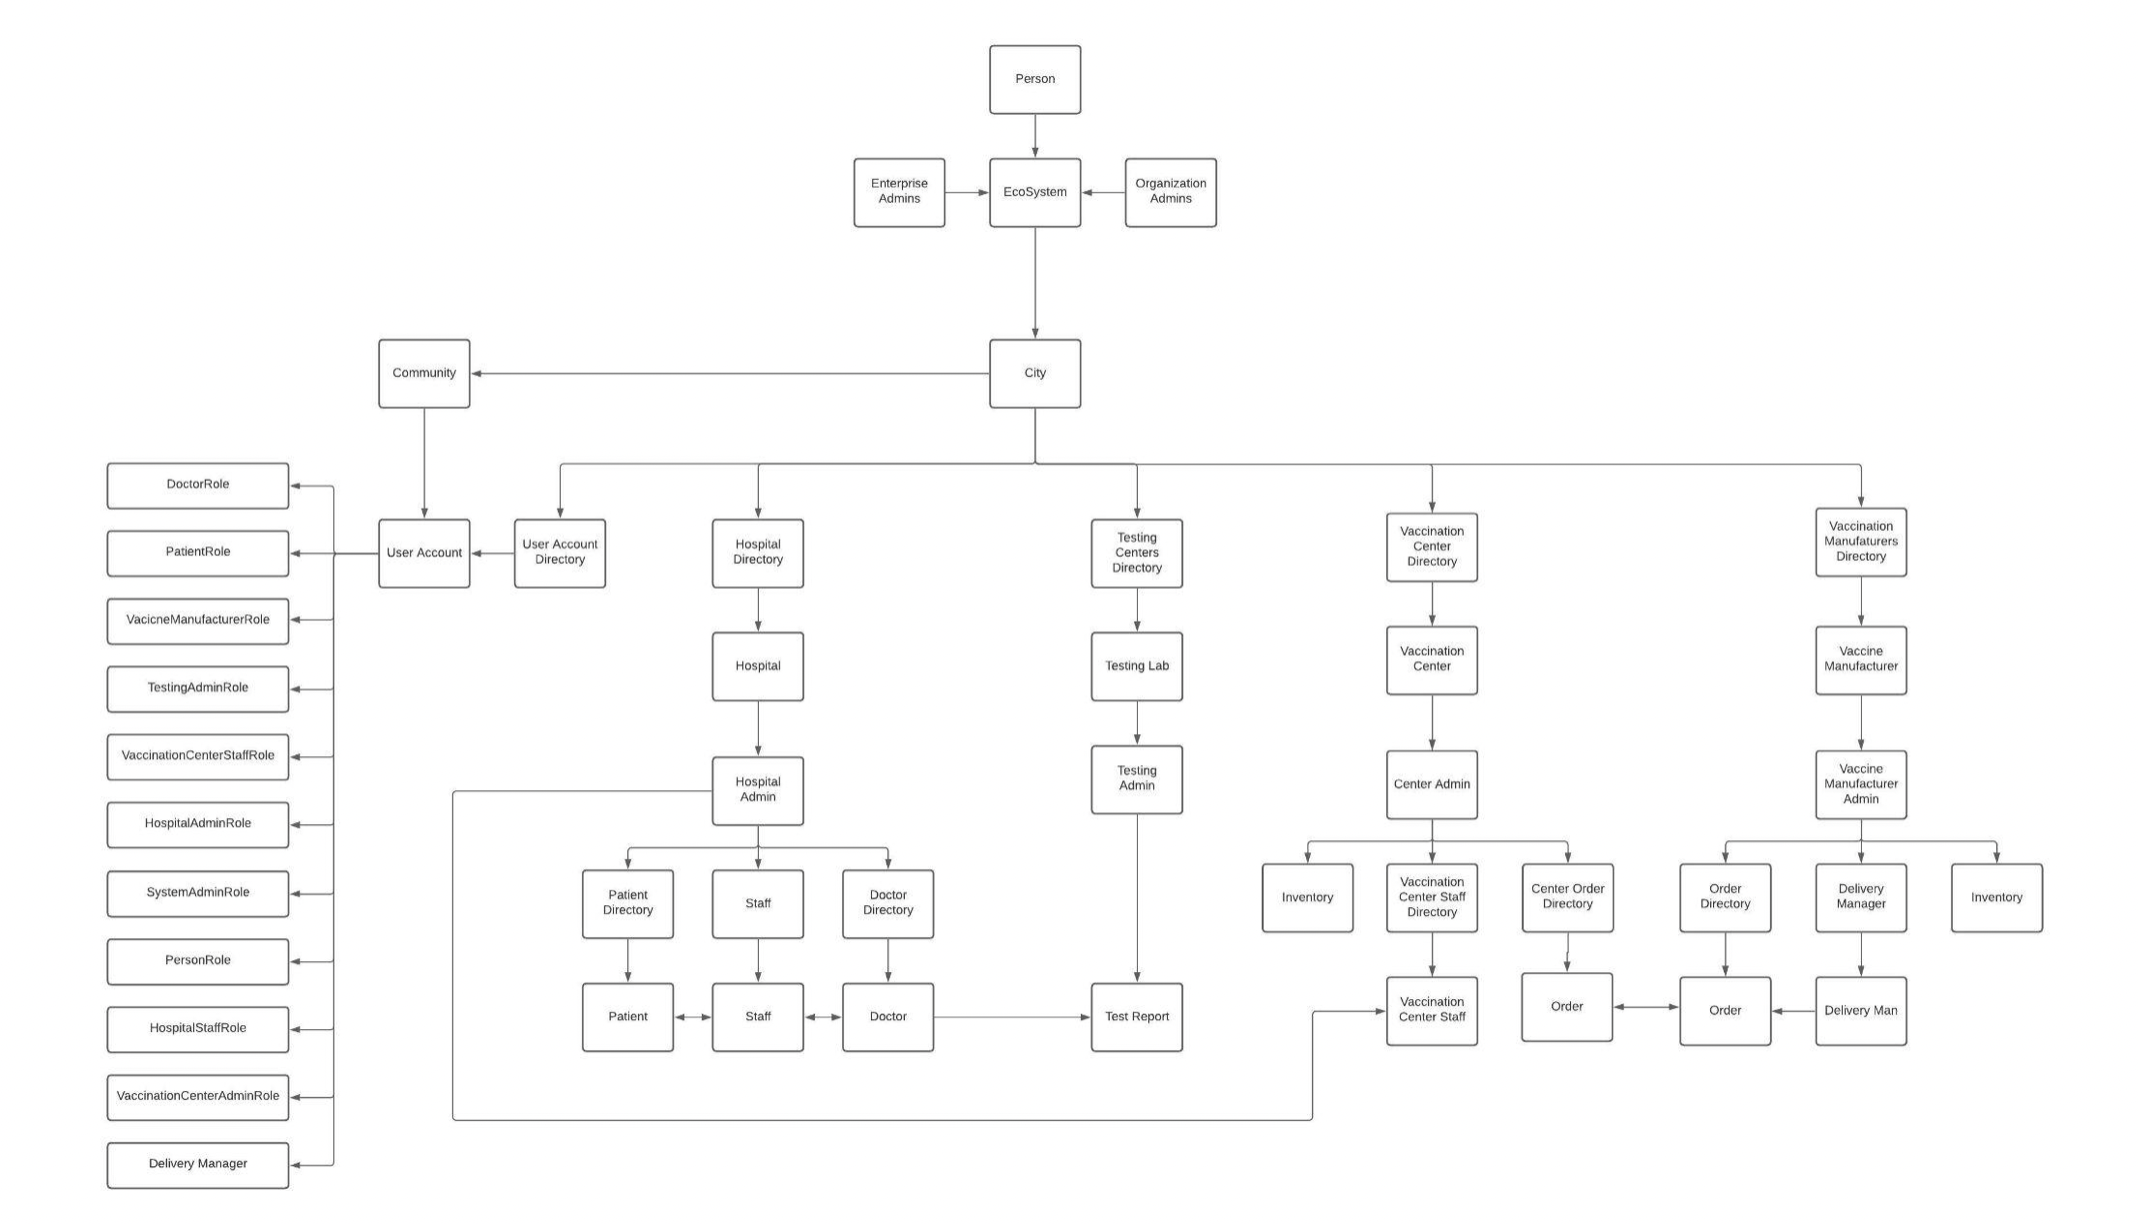 Person
Enterprise
Admins
EcoSystem
Organization
Admins
Community
City
DoctorRole
PatientRole
VacicneManufacturerRole
TestingAdminRole
VaccinationCenterStaffRole
HospitalAdminRole
SystemAdminRole
PersonRole
HospitalStaffRole
VaccinationCenterAdminRole
Delivery Manager
User Account
User Account
Directory
Hospital
Directory
Testing
Centers
Directory
Vaccination
Center
Directory
Vaccination
Manufaturers
Directory
Hospital
Testing Lab
Vaccination
Center
Vaccine
Manufacturer
Hospital
Admin
Testing
Admin
Center Admin
Vaccine
Manufacturer
Admin
Patient
Directory
Staff
Doctor
Directory
Inventory
Vaccination
Center Staff
Directory
Center Order
Directory
Order
Directory
Delivery
Manager
Inventory
Patient
Staff
Doctor
Test Report
Vaccination
Center Staff
Order
Order
Delivery Man